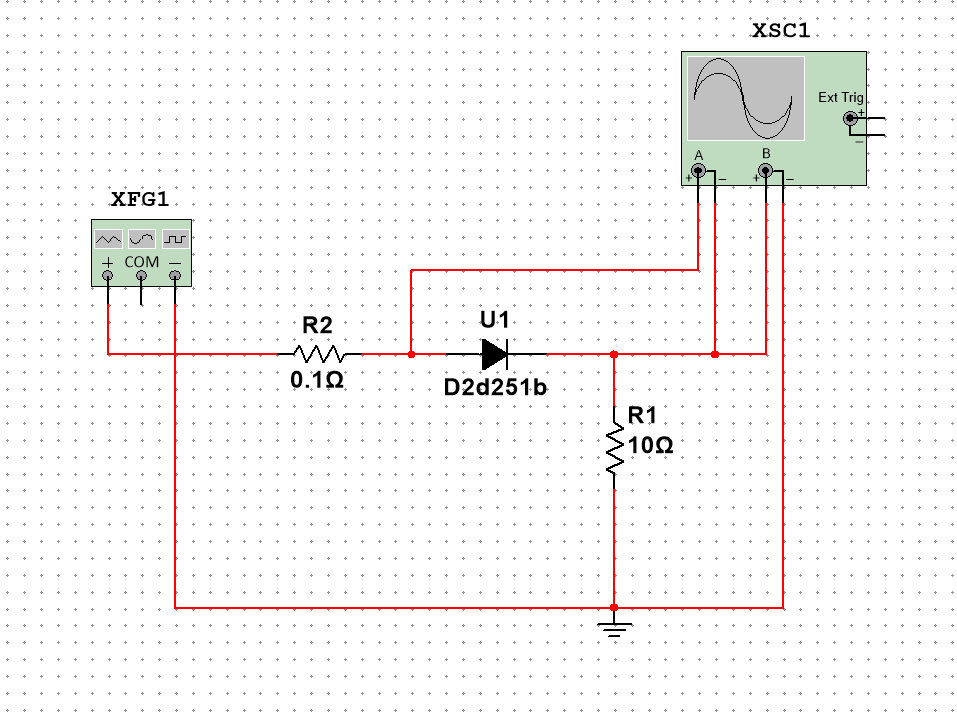 XSC1
Ext Trig
+
−
A
B
+
−
+
−
XFG1
+ COM −
R2
0.1Ω
U1
D2d251b
R1
10Ω